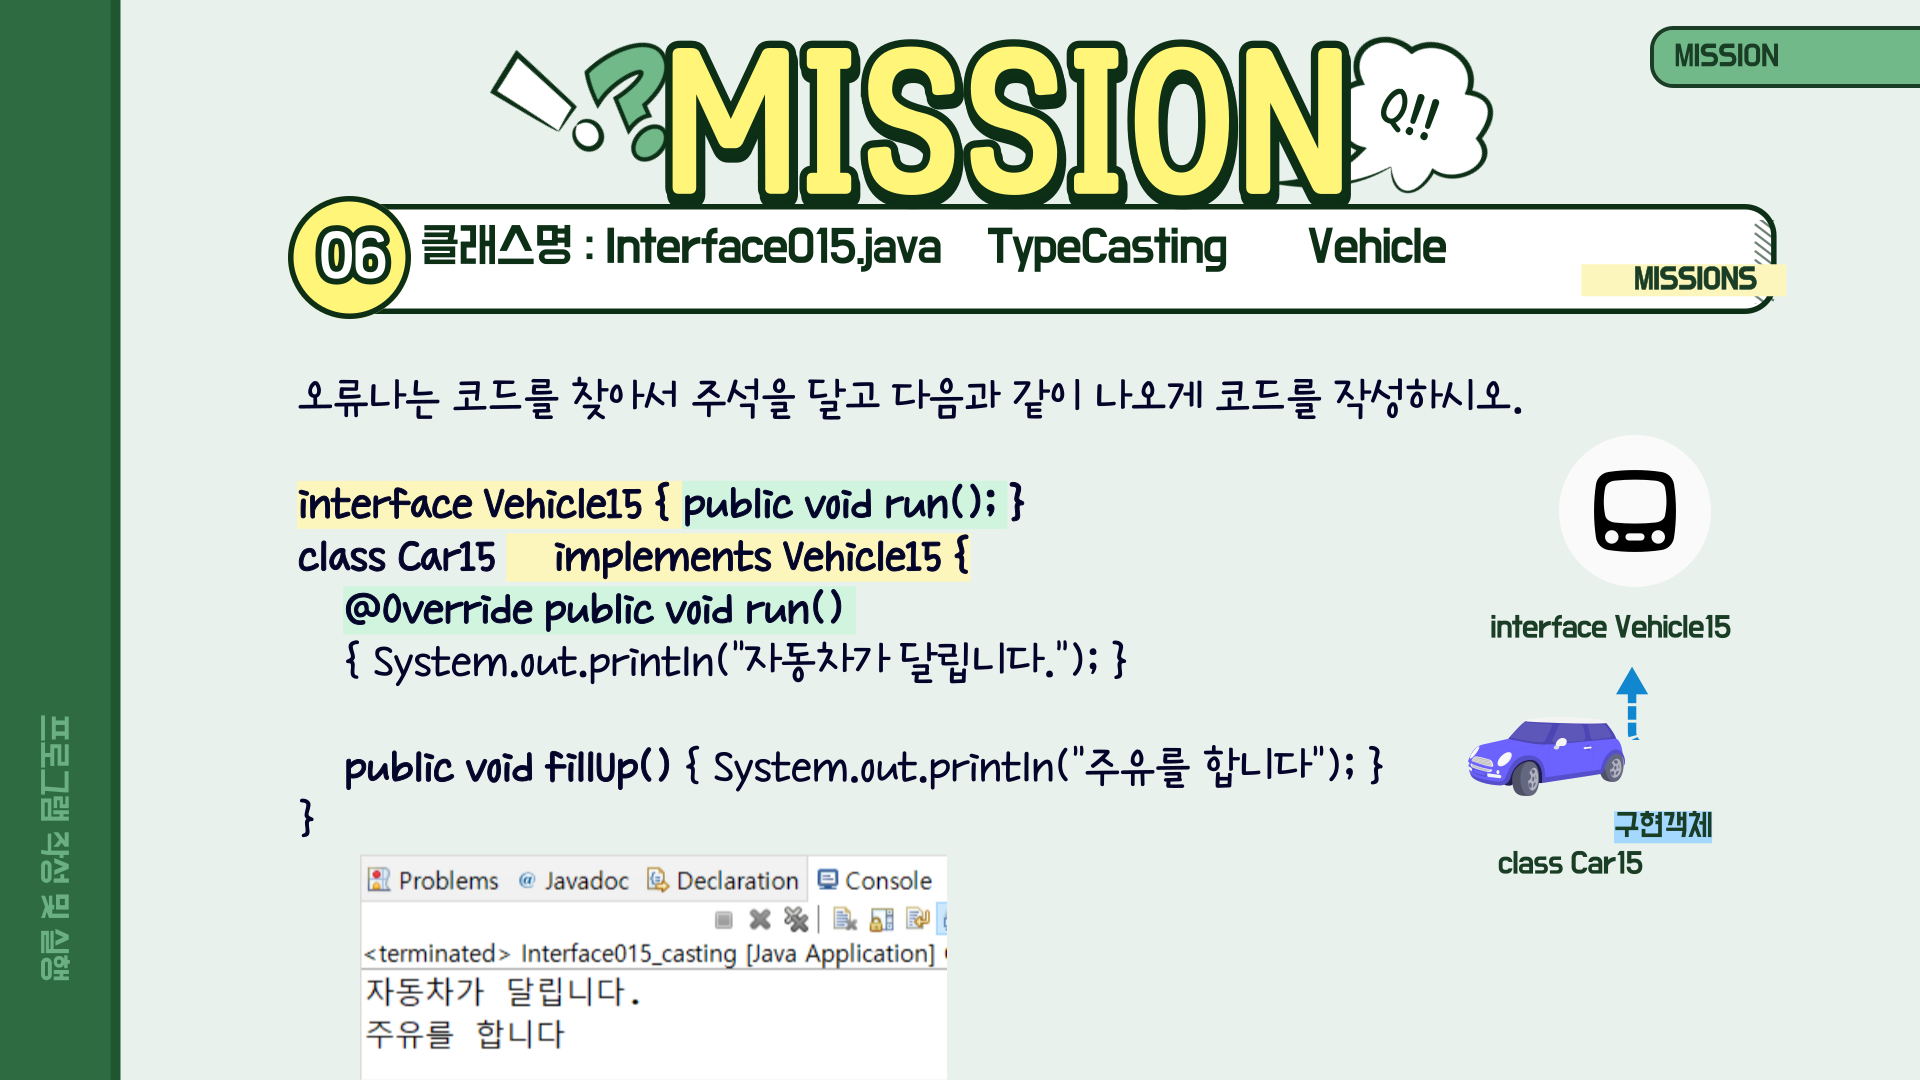 MISSION
MISSION
Q!!
06
클래스명 : Interface015.java TypeCasting Vehicle
MISSIONS
오류나는 코드를 찾아서 주석을 달고 다음과 같이 나오게 코드를 작성하시오.
interface Vehicle15 { public void run(); }
class Car15 implements Vehicle15 {
@Override public void run()
{ System.out.println("자동차가 달립니다."); }
public void fillUp() { System.out.println("주유를 합니다"); }
}
interface Vehicle15
구현객체
class Car15
Problems @ Javadoc Declaration Console
<terminated> Interface015_casting [Java Application]
자동차가 달립니다.
주유를 합니다
프로그램 작성 및 실행